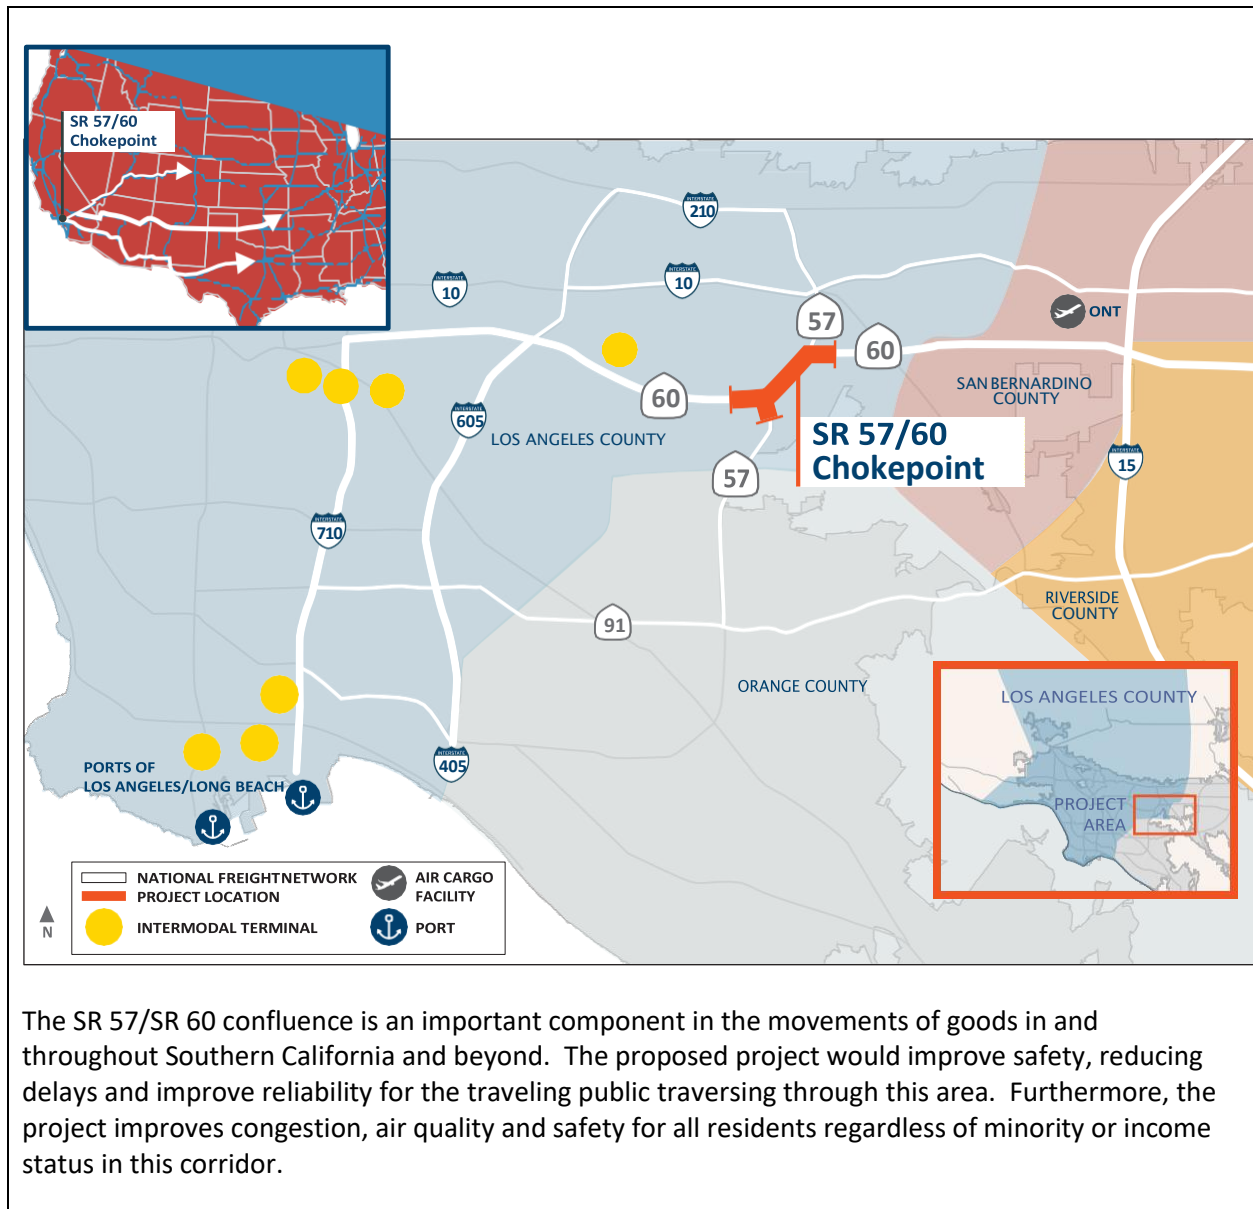 SR 57/60
Chokepoint
210
10
10
57
60
ONT
SAN BERNARDINO
COUNTY
60
605
LOS ANGELES COUNTY
SR 57/60
Chokepoint
57
15
710
RIVERSIDE
COUNTY
91
ORANGE COUNTY
LOS ANGELES COUNTY
PROJECT
AREA
405
PORTS OF
LOS ANGELES/LONG BEACH
NATIONAL FREIGHT NETWORK
PROJECT LOCATION
INTERMODAL TERMINAL
AIR CARGO
FACILITY
PORT
N
The SR 57/SR 60 confluence is an important component in the movements of goods in and
throughout Southern California and beyond.  The proposed project would improve safety, reducing
delays and improve reliability for the traveling public traversing through this area.  Furthermore, the
project improves congestion, air quality and safety for all residents regardless of minority or income
status in this corridor.